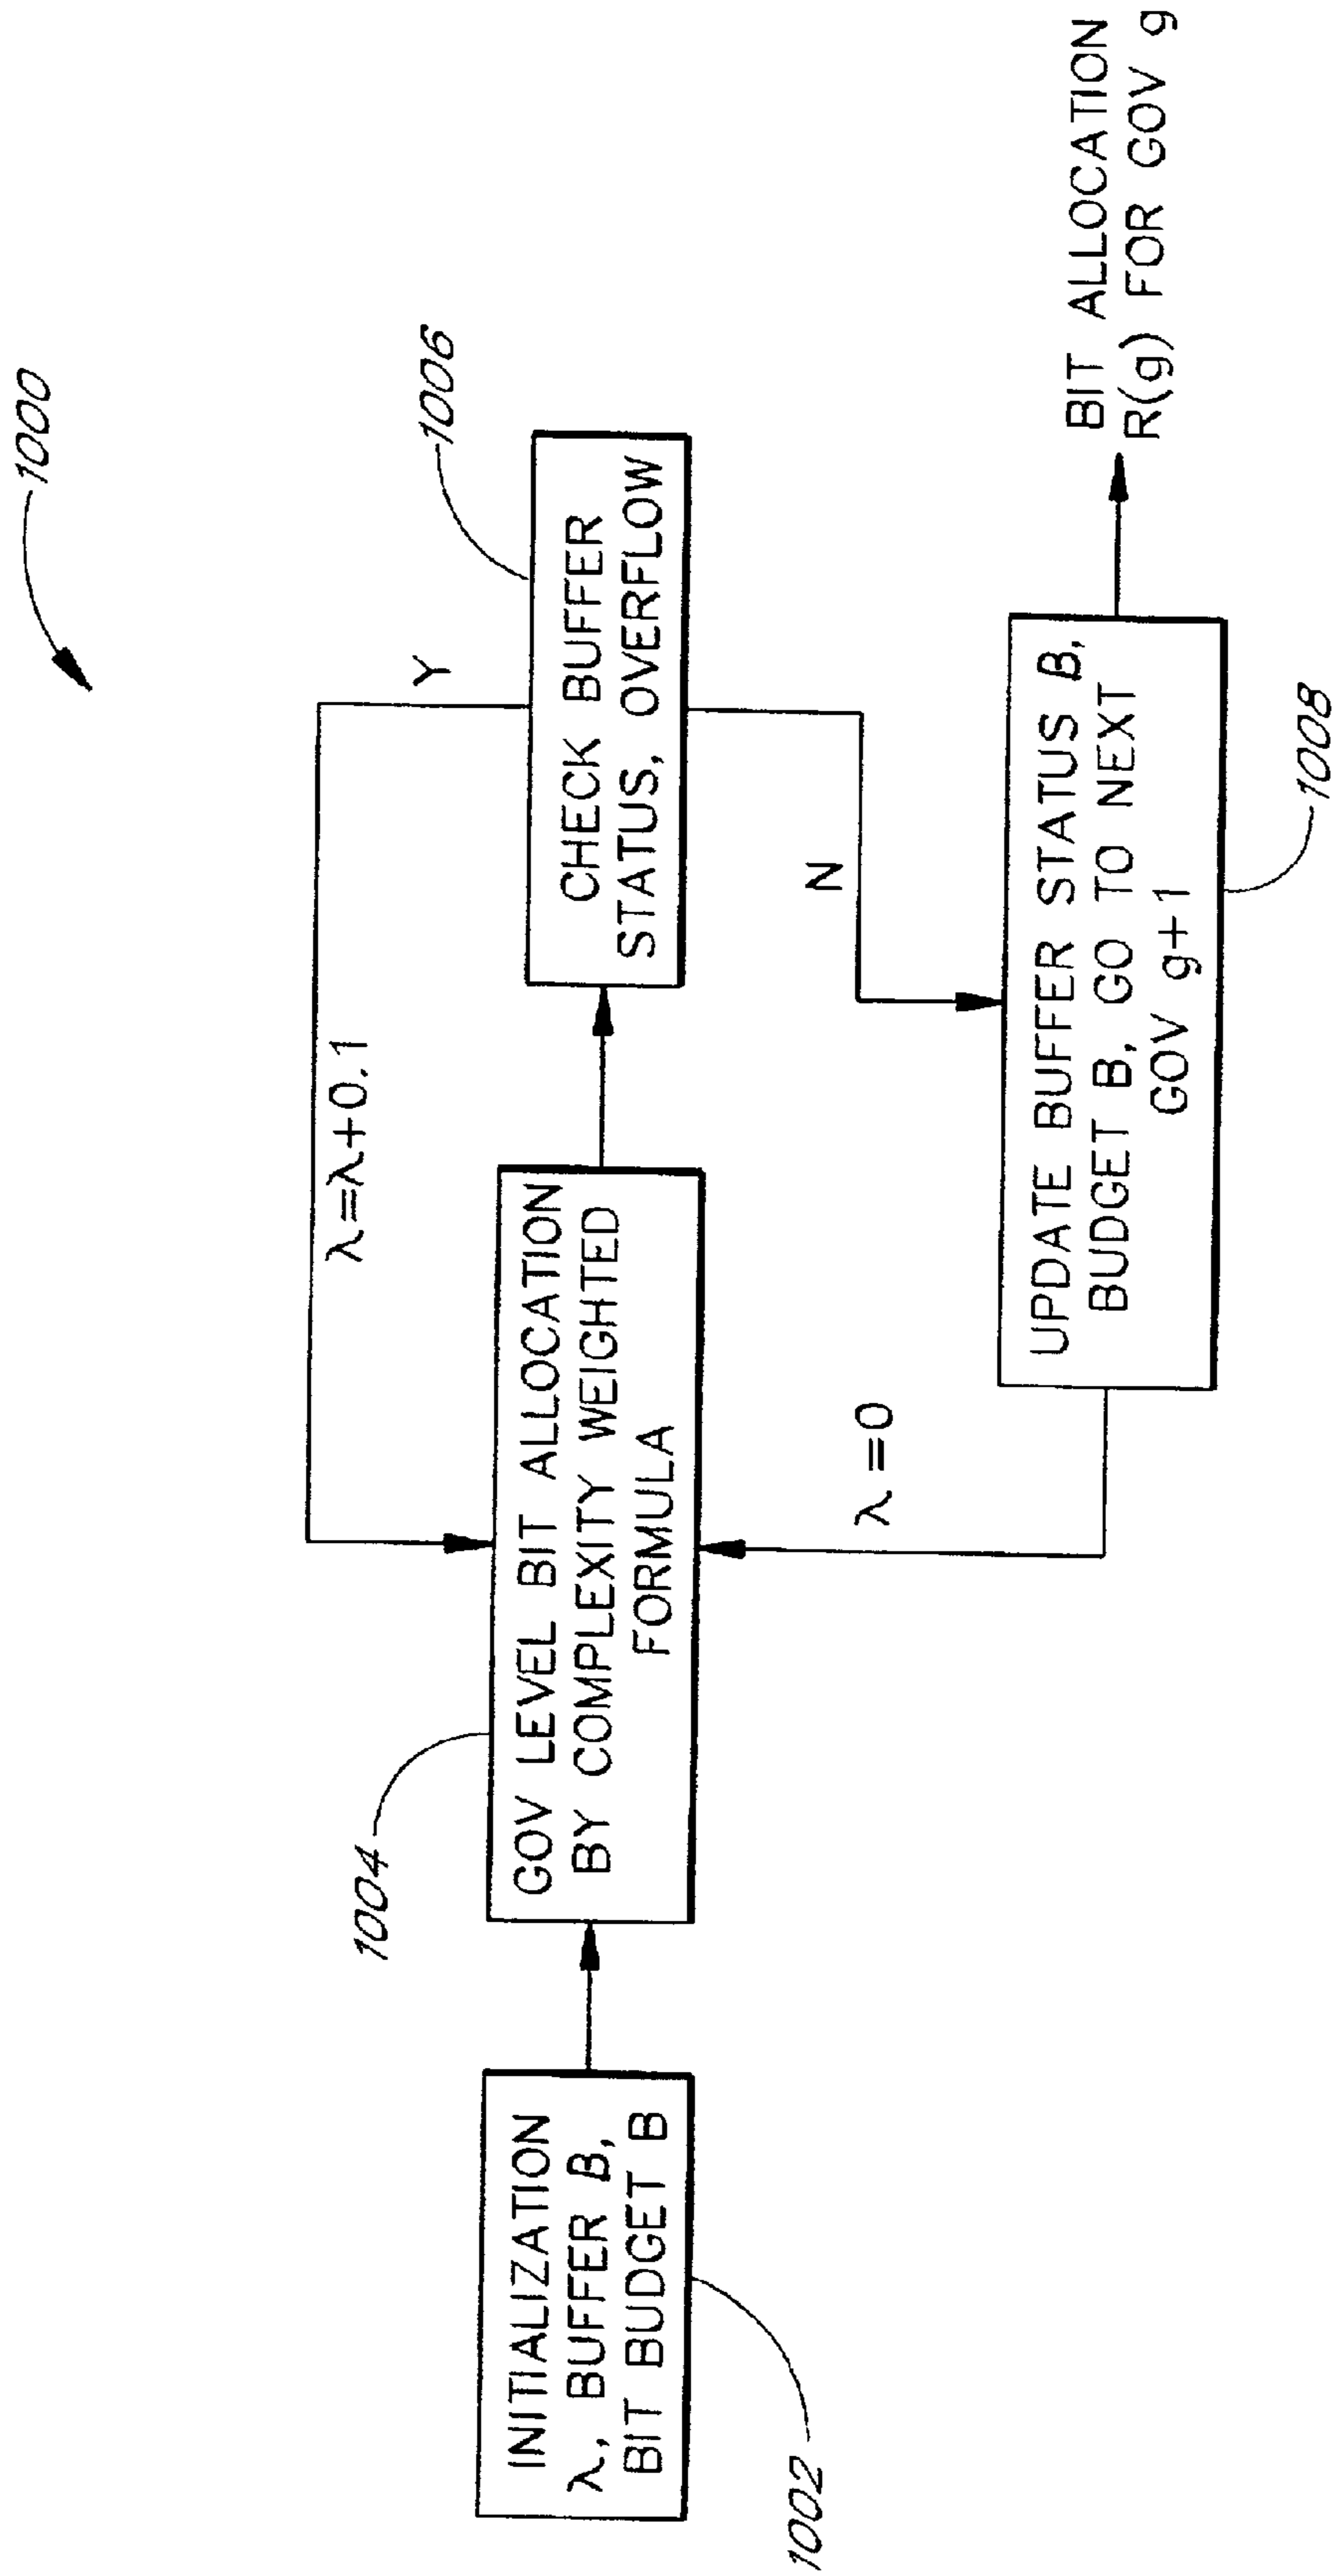 1000
INITIALIZATION
λ, BUFFER B,
BIT BUDGET B
1002
1004
GOV LEVEL BIT ALLOCATION
BY COMPLEXITY WEIGHTED
FORMULA
λ=λ+0.1
Y
1006
CHECK BUFFER
STATUS, OVERFLOW
N
λ=0
UPDATE BUFFER STATUS B,
BUDGET B, GO TO NEXT
GOV g+1
1008
BIT ALLOCATION
R(g) FOR GOV g